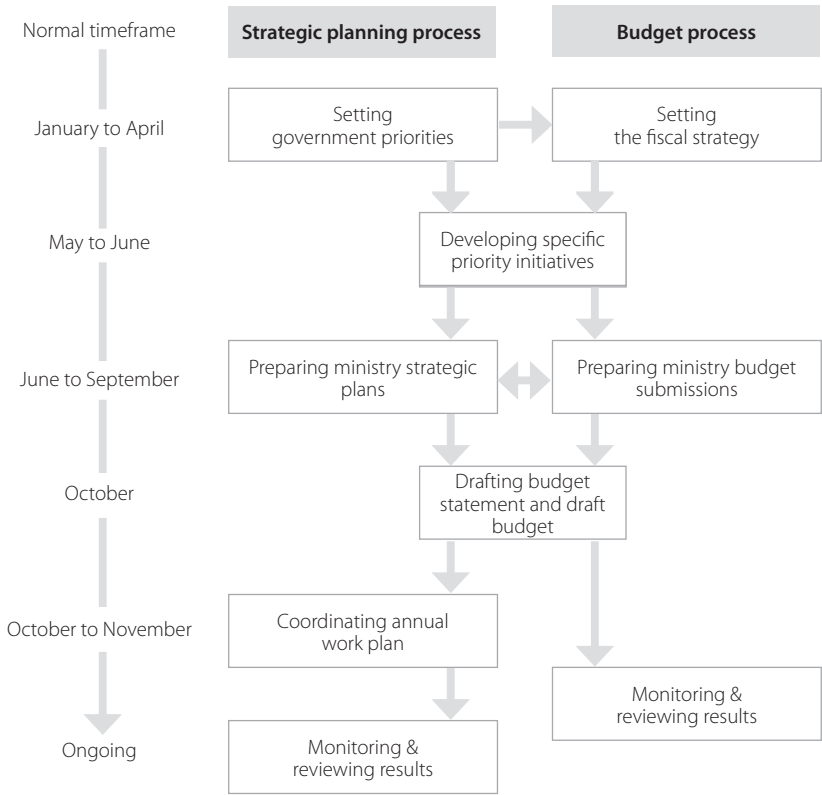 Normal timeframe
Strategic planning process
Budget process
January to April
Setting
government priorities
Setting
the fiscal strategy
May to June
Developing specific
priority initiatives
June to September
Preparing ministry strategic
plans
Preparing ministry budget
submissions
October
Drafting budget
statement and draft
budget
October to November
Coordinating annual
work plan
Monitoring &
reviewing results
Ongoing
Monitoring &
reviewing results